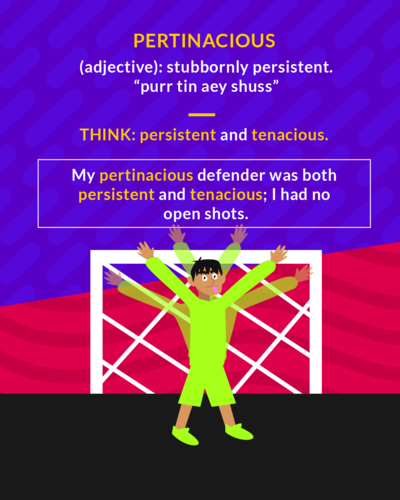 PERTINACIOUS
(adjective): stubbornly persistent.
“purr tin aey shuss”
THINK: persistent and tenacious.
My pertinacious defender was both
persistent and tenacious; I had no
open shots.